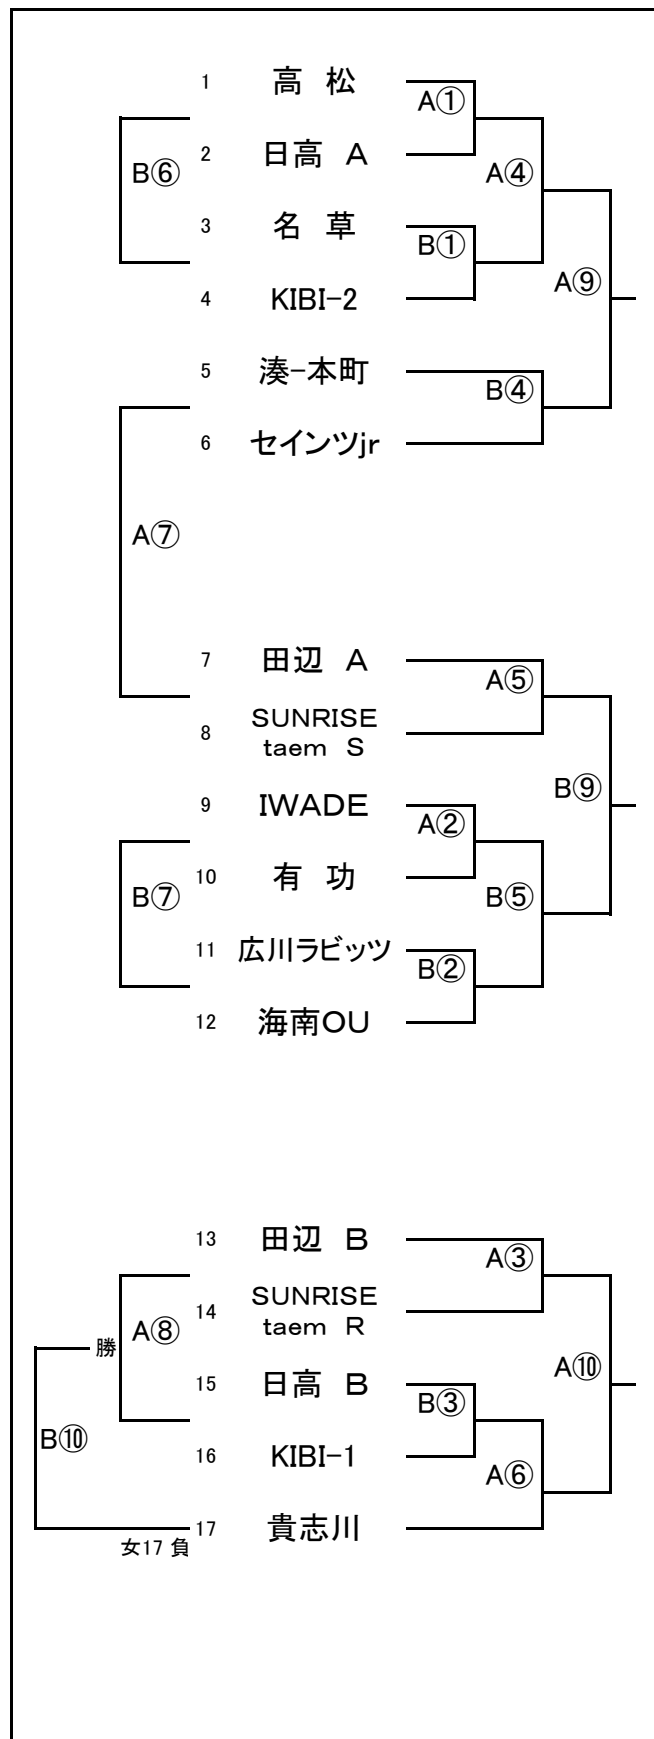 1 高 松
A①
2 日高 A
B⑥
A④
3 名 草
B①
4 KIBI-2
A⑨
5 湊-本町
B④
6 セインツjr
A⑦
7 田辺 A
A⑤
8 SUNRISE
taem S
B⑨
9 IWADE
A②
10 有 功
B⑦
B⑤
11 広川ラビッツ
B②
12 海南OU
13 田辺 B
A③
14 SUNRISE
taem R
A⑧
勝
A⑩
15 日高 B
B③
B⑩
16 KIBI-1
A⑥
17 貴志川
女17 負